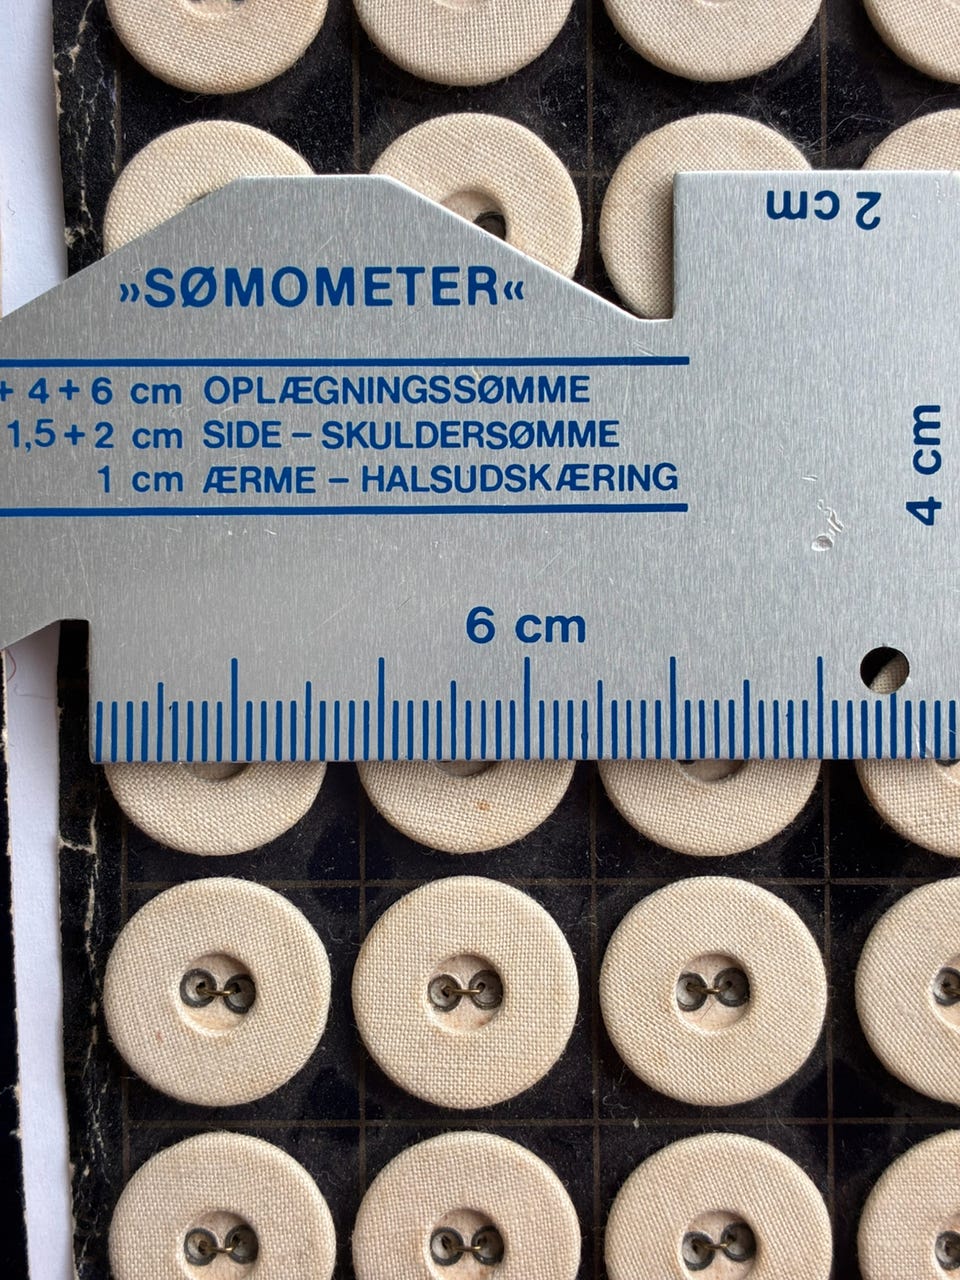 2 cm
»SØMOMETER«
+ 4 + 6 cm OPLÆGNINGSSØMME
1,5 + 2 cm SIDE – SKULDERSØMME
1 cm ÆRME – HALSUDSKÆRING
4 cm
6 cm